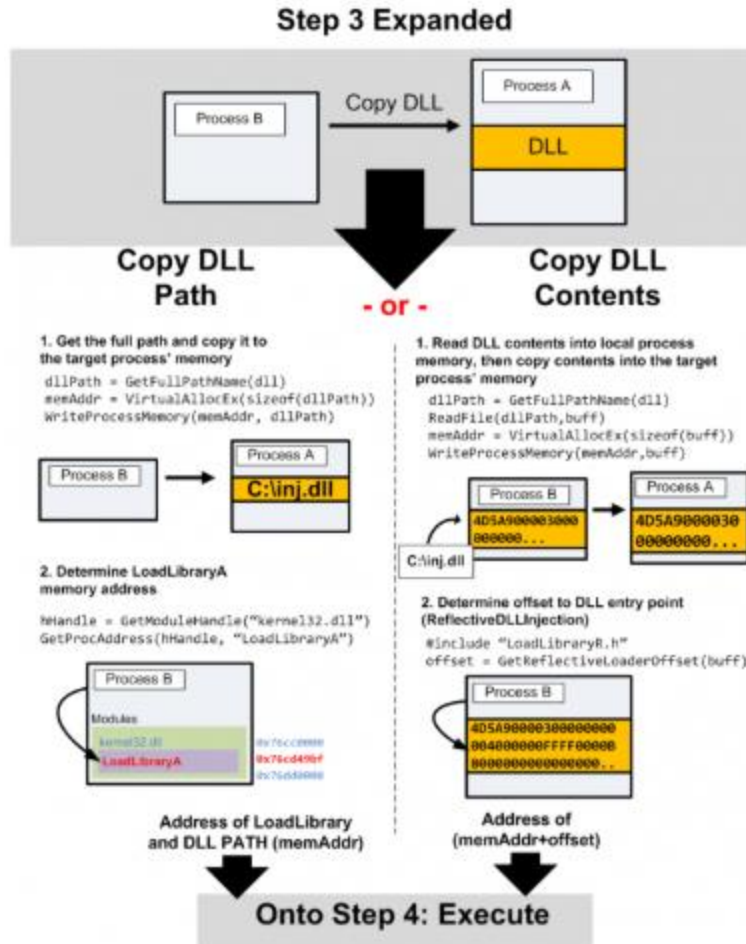 Step 3 Expanded
Process B
Copy DLL
Process A
DLL
Copy DLL
Path
- or -
Copy DLL
Contents
1. Get the full path and copy it to
the target process' memory
dllPath = GetFullPathName(dll)
memAddr = VirtualAllocEx(sizeof(dllPath))
WriteProcessMemory(memAddr, dllPath)
Process B
Process A
C:\inj.dll
2. Determine LoadLibraryA
memory address
hHandle = GetModuleHandle("kernel32.dll")
GetProcAddress(hHandle, "LoadLibraryA")
Process B
Modules
kernel32.dll
0x76cc0000
LoadLibraryA
0x76cd49bf
0x76dd0000
Address of LoadLibrary
and DLL PATH (memAddr)
1. Read DLL contents into local process
memory, then copy contents into the target
process' memory
dllPath = GetFullPathName(dll)
ReadFile(dllPath,buff)
memAddr = VirtualAllocEx(sizeof(buff))
WriteProcessMemory(memAddr,buff)
Process B
4D5A900003000
000000...
C:\inj.dll
Process A
4D5A9000030
00000000...
2. Determine offset to DLL entry point
(ReflectiveDLLInjection)
#include "LoadLibraryR.h"
offset = GetReflectiveLoaderOffset(buff)
Process B
4D5A90000300000000
004000000FFFF0000B
8000000000000000..
Address of
(memAddr+offset)
Onto Step 4: Execute